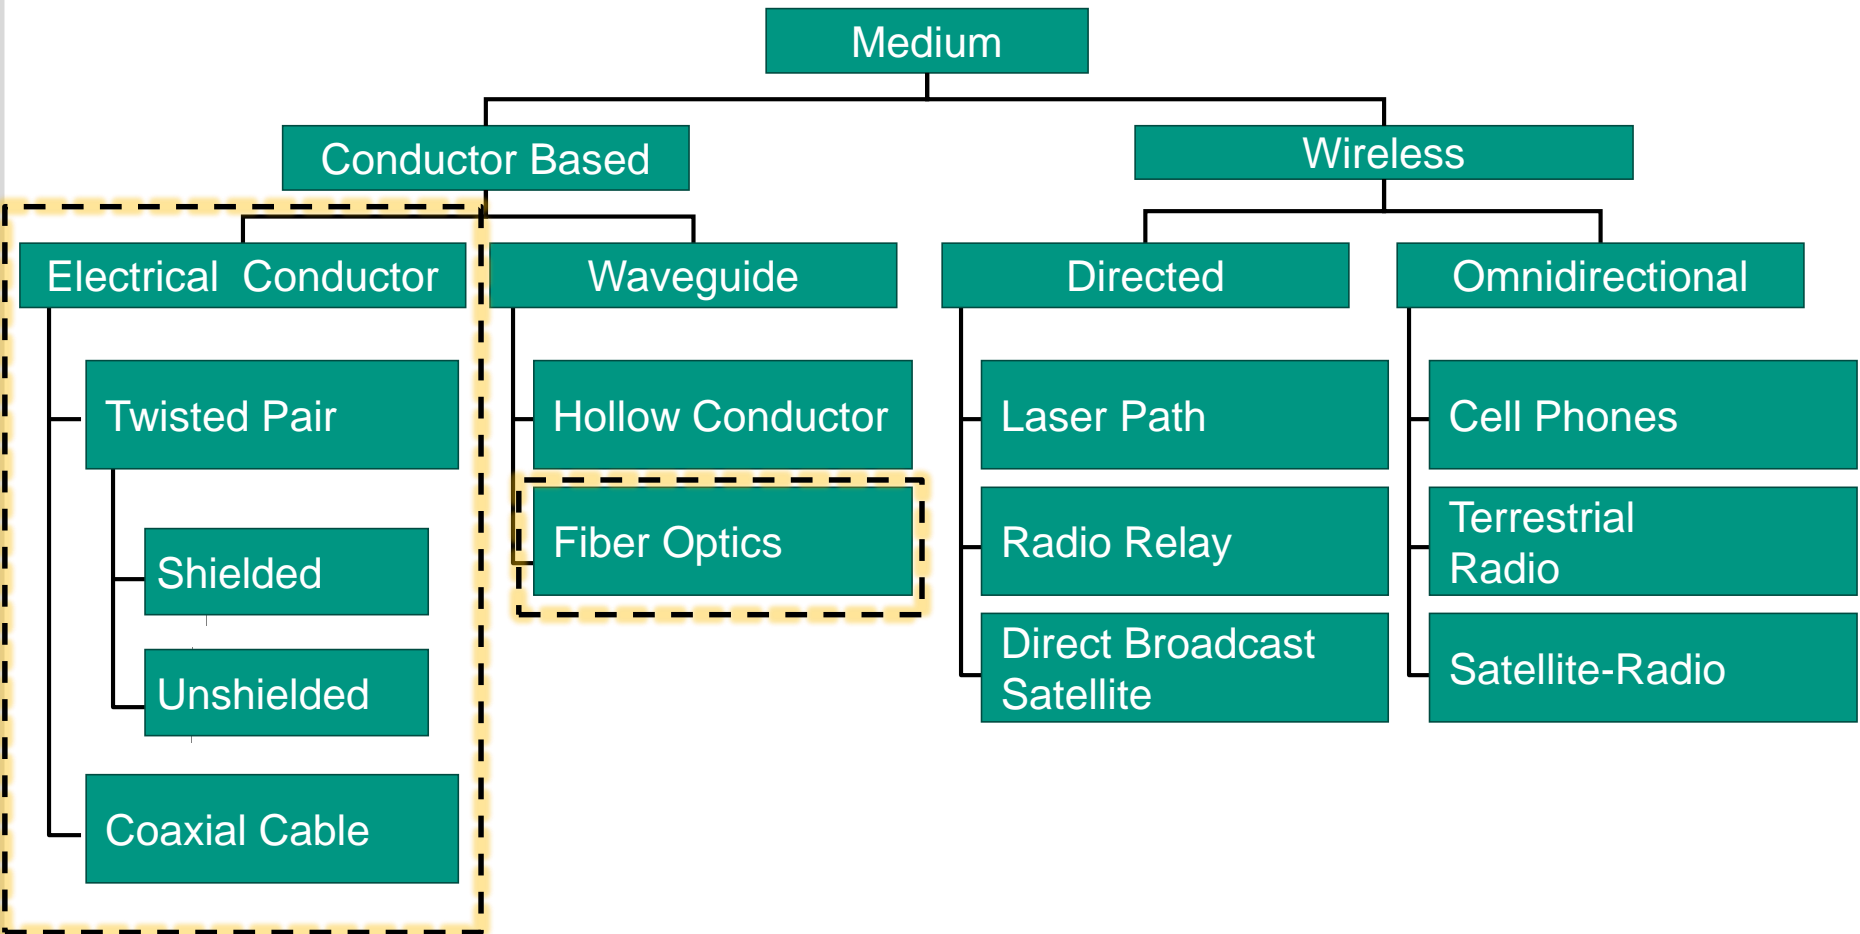 Medium
Conductor Based
Wireless
Electrical  Conductor
Waveguide
Directed
Omnidirectional
Twisted Pair
Shielded
Unshielded
Coaxial Cable
Hollow Conductor
Fiber Optics
Laser Path
Radio Relay
Direct Broadcast
Satellite
Cell Phones
Terrestrial
Radio
Satellite-Radio